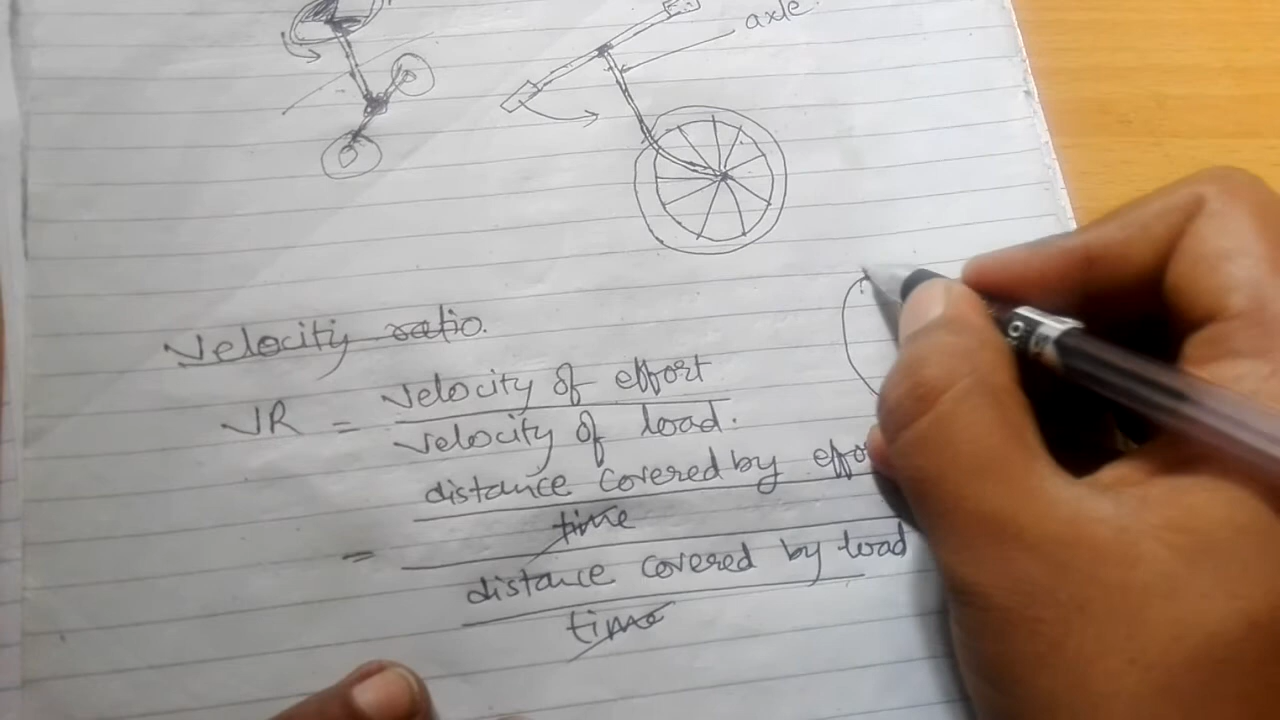 axle
Velocity ratio.
VR = velocity of effort
velocity of load.
distance covered by effo
time
=
distance covered by load
time